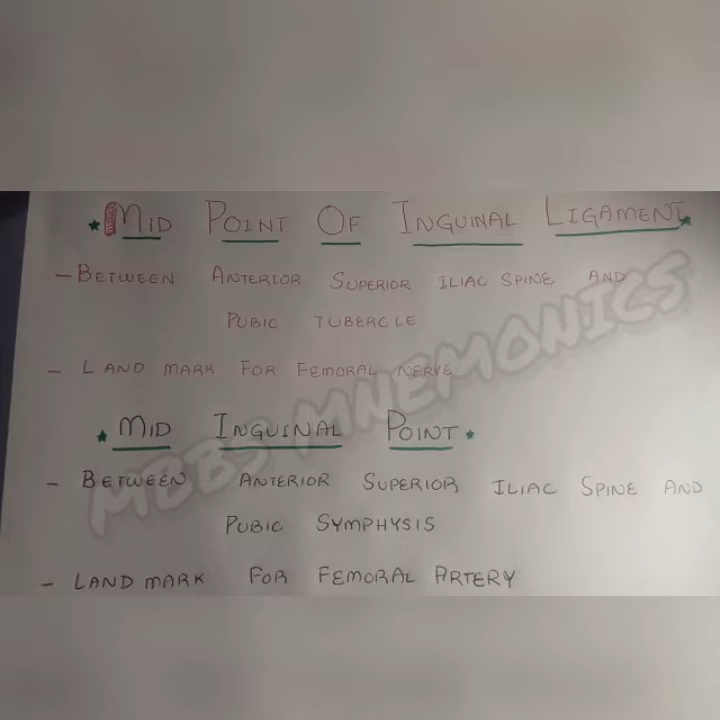 ★ MID POINT OF INGUINAL LIGAMENT ★
- BETWEEN ANTERIOR SUPERIOR ILIAC SPINE AND
PUBIC TUBERCLE
- LAND MARK FOR FEMORAL NERVE
★ MID INGUINAL POINT ★
- BETWEEN ANTERIOR SUPERIOR ILIAC SPINE AND
PUBIC SYMPHYSIS
- LAND MARK FOR FEMORAL ARTERY
MBBS MNEMONICS